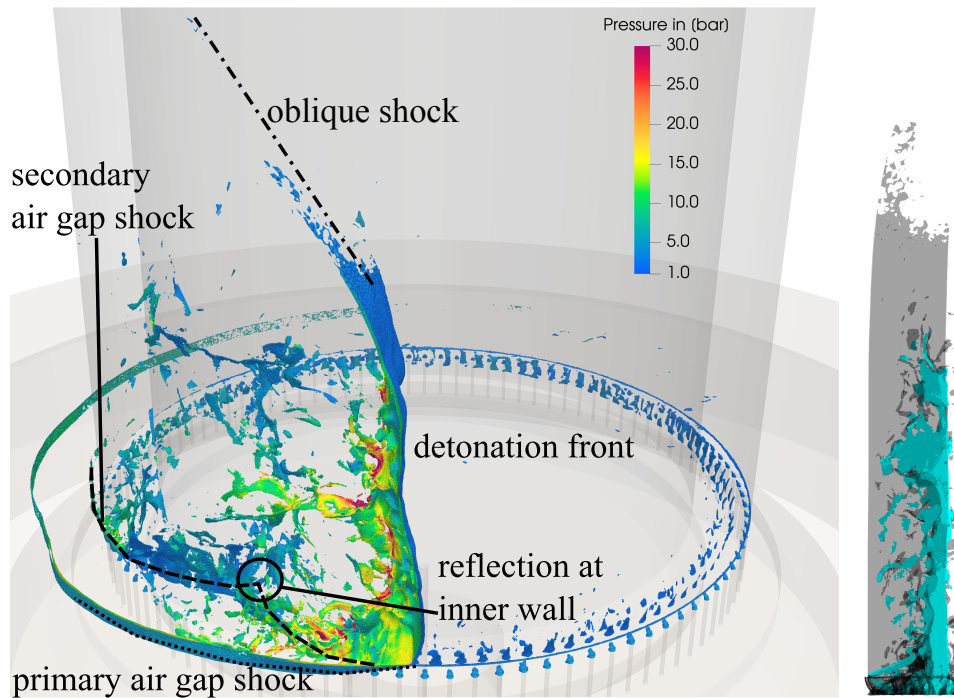 Pressure in [bar]
30.0
25.0
20.0
15.0
10.0
5.0
1.0
oblique shock
secondary
air gap shock
detonation front
reflection at
inner wall
primary air gap shock